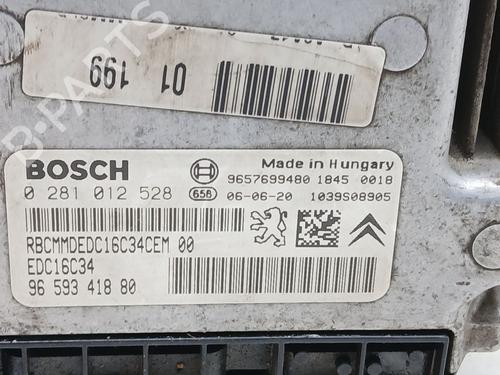 01 199
BOSCH
Made in Hungary
9657699480 1845 0018
0 281 012 528 658 06-06-20 1039S08905
RBCMMDEDC16C34CEM 00
EDC16C34
96 593 418 80
B-PARTS